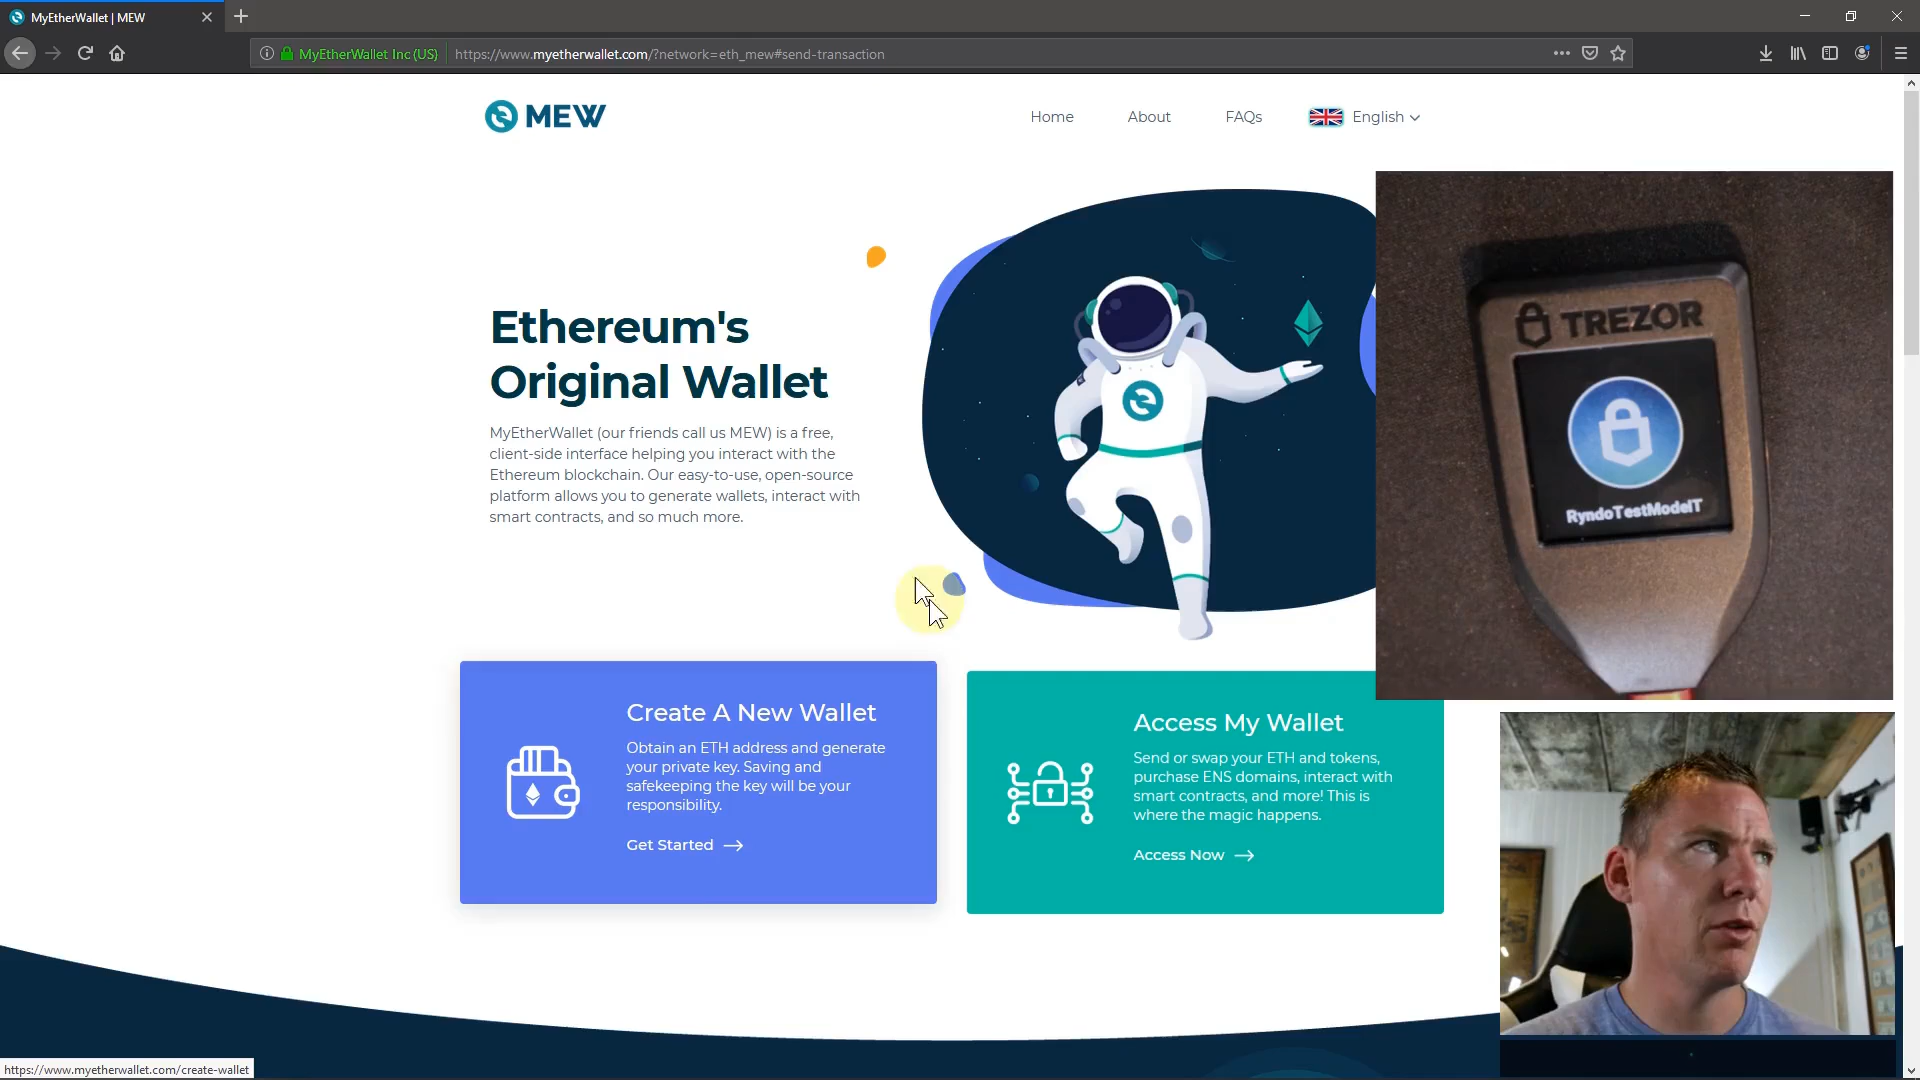 MyEtherWallet | MEW
MyEtherWallet Inc (US)
https://www.myetherwallet.com/?network=eth_mew#send-transaction
MEW
Home
About
FAQs
English
Ethereum's
Original Wallet
MyEtherWallet (our friends call us MEW) is a free,
client-side interface helping you interact with the
Ethereum blockchain. Our easy-to-use, open-source
platform allows you to generate wallets, interact with
smart contracts, and so much more.
TREZOR
RyndoTestModelT
Create A New Wallet
Obtain an ETH address and generate
your private key. Saving and
safekeeping the key will be your
responsibility.
Get Started
Access My Wallet
Send or swap your ETH and tokens,
purchase ENS domains, interact with
smart contracts, and more! This is
where the magic happens.
Access Now
https://www.myetherwallet.com/create-wallet